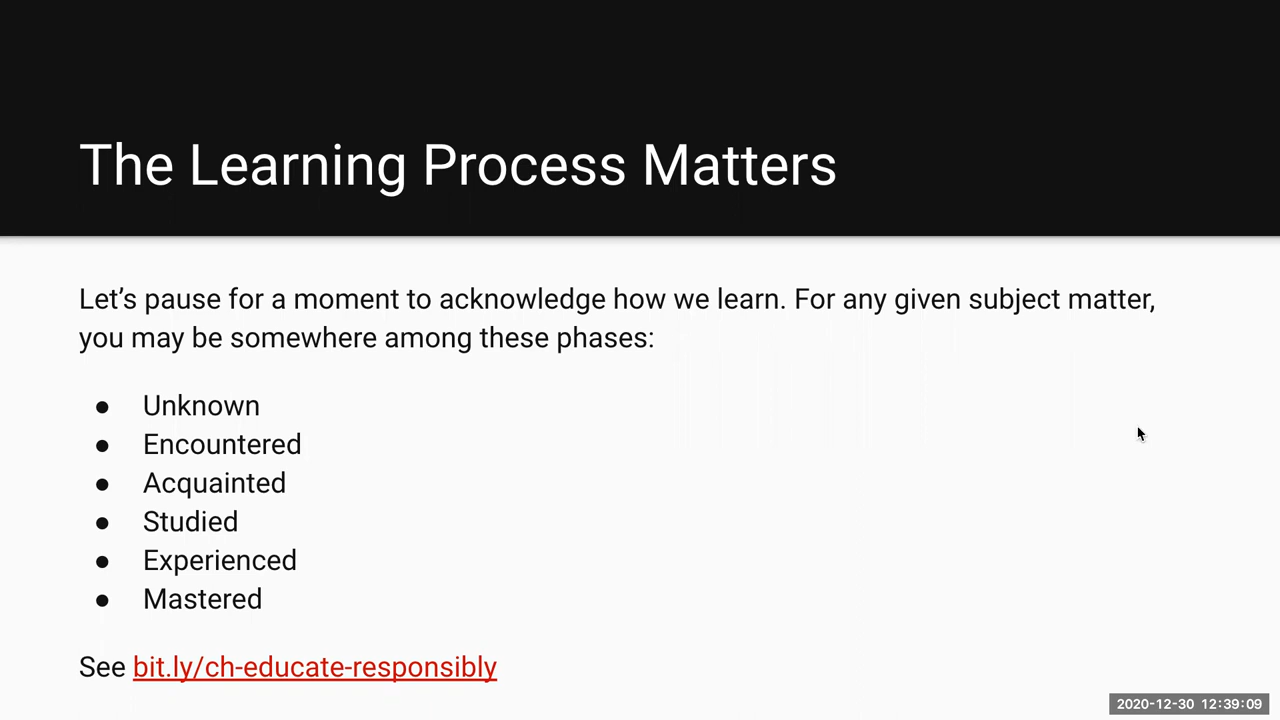 The Learning Process Matters
Let’s pause for a moment to acknowledge how we learn. For any given subject matter,
you may be somewhere among these phases:
● Unknown
● Encountered
● Acquainted
● Studied
● Experienced
● Mastered
See bit.ly/ch-educate-responsibly
2020-12-30 12:39:09